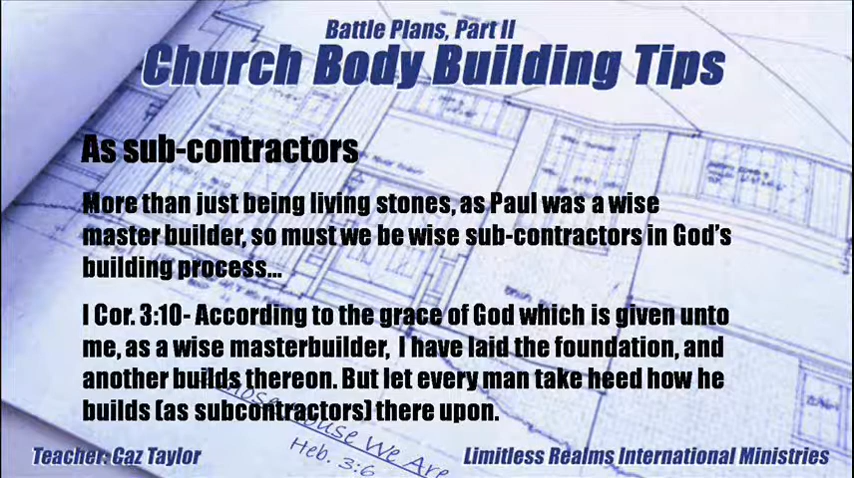 Battle Plans, Part II
Church Body Building Tips
As sub-contractors
More than just being living stones, as Paul was a wise
master builder, so must we be wise sub-contractors in God's
building process...
I Cor. 3:10- According to the grace of God which is given unto
me, as a wise masterbuilder, I have laid the foundation, and
another builds thereon. But let every man take heed how he
builds (as subcontractors) there upon.
House We Are
Heb. 3:6
Teacher: Caz Taylor
Limitless Realms International Ministries